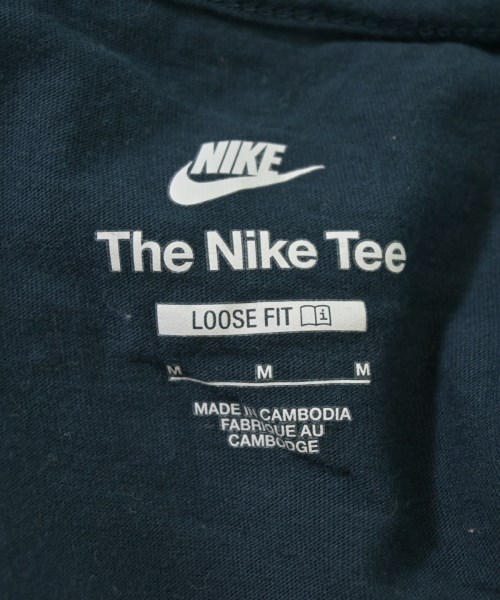 NIKE
The Nike Tee
LOOSE FIT i
M M M
MADE IN CAMBODIA
FABRIQUE AU
CAMBODGE